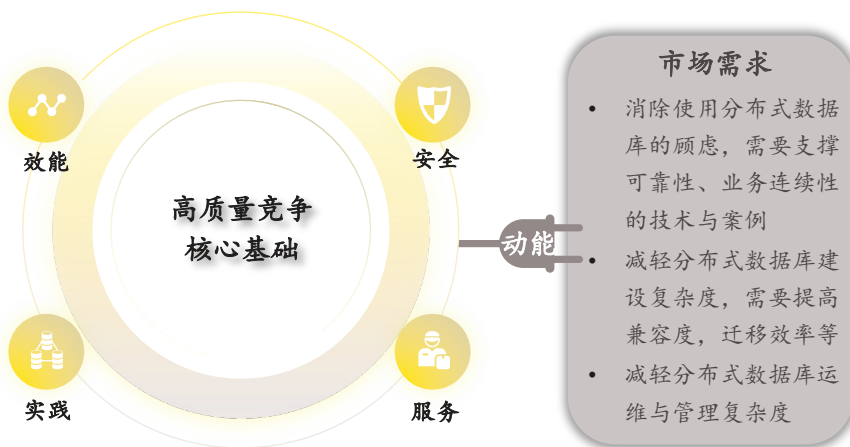 效能
安全
高质量竞争
核心基础
实践
服务
动能
市场需求
• 消除使用分布式数据
库的顾虑，需要支撑
可靠性、业务连续性
的技术与案例
• 减轻分布式数据库建
设复杂度，需要提高
兼容度，迁移效率等
• 减轻分布式数据库运
维与管理复杂度